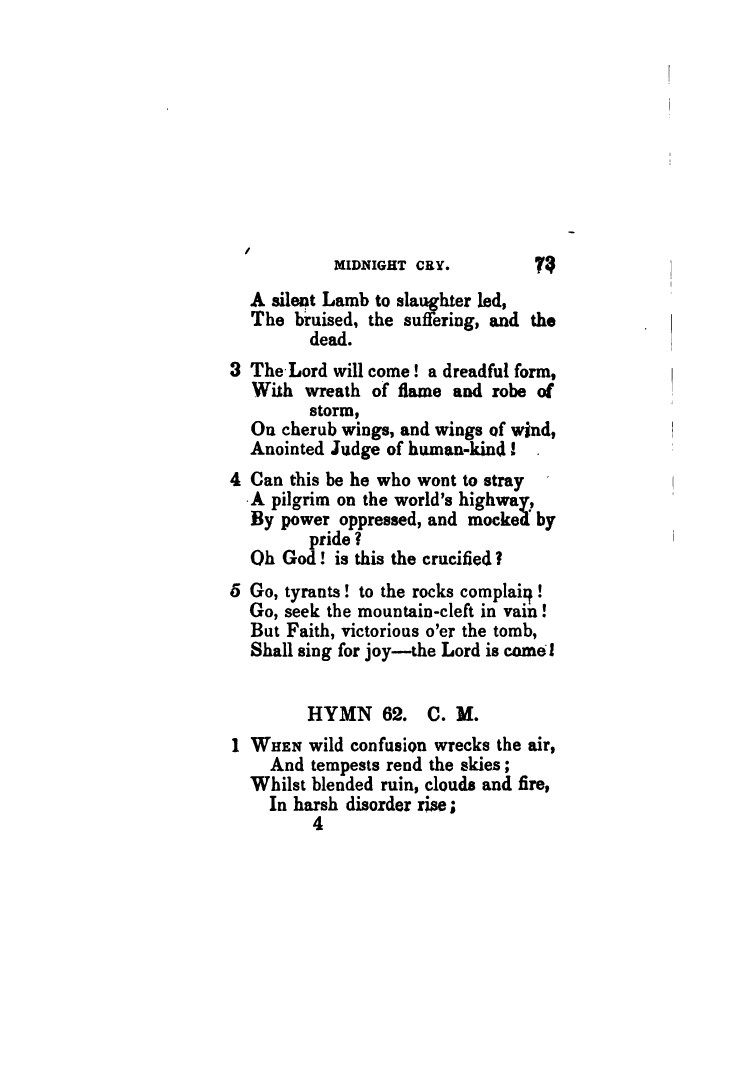 MIDNIGHT CRY. 73
A silent Lamb to slaughter led,
The bruised, the suffering, and the
dead.
3 The Lord will come! a dreadful form,
With wreath of flame and robe of
storm,
On cherub wings, and wings of wind,
Anointed Judge of human-kind!
4 Can this be he who wont to stray
A pilgrim on the world's highway,
By power oppressed, and mocked by
pride?
Oh God! is this the crucified?
5 Go, tyrants! to the rocks complain!
Go, seek the mountain-cleft in vain!
But Faith, victorious o'er the tomb,
Shall sing for joy—the Lord is come!
HYMN 62. C. M.
1 WHEN wild confusion wrecks the air,
And tempests rend the skies;
Whilst blended ruin, clouds and fire,
In harsh disorder rise;
4